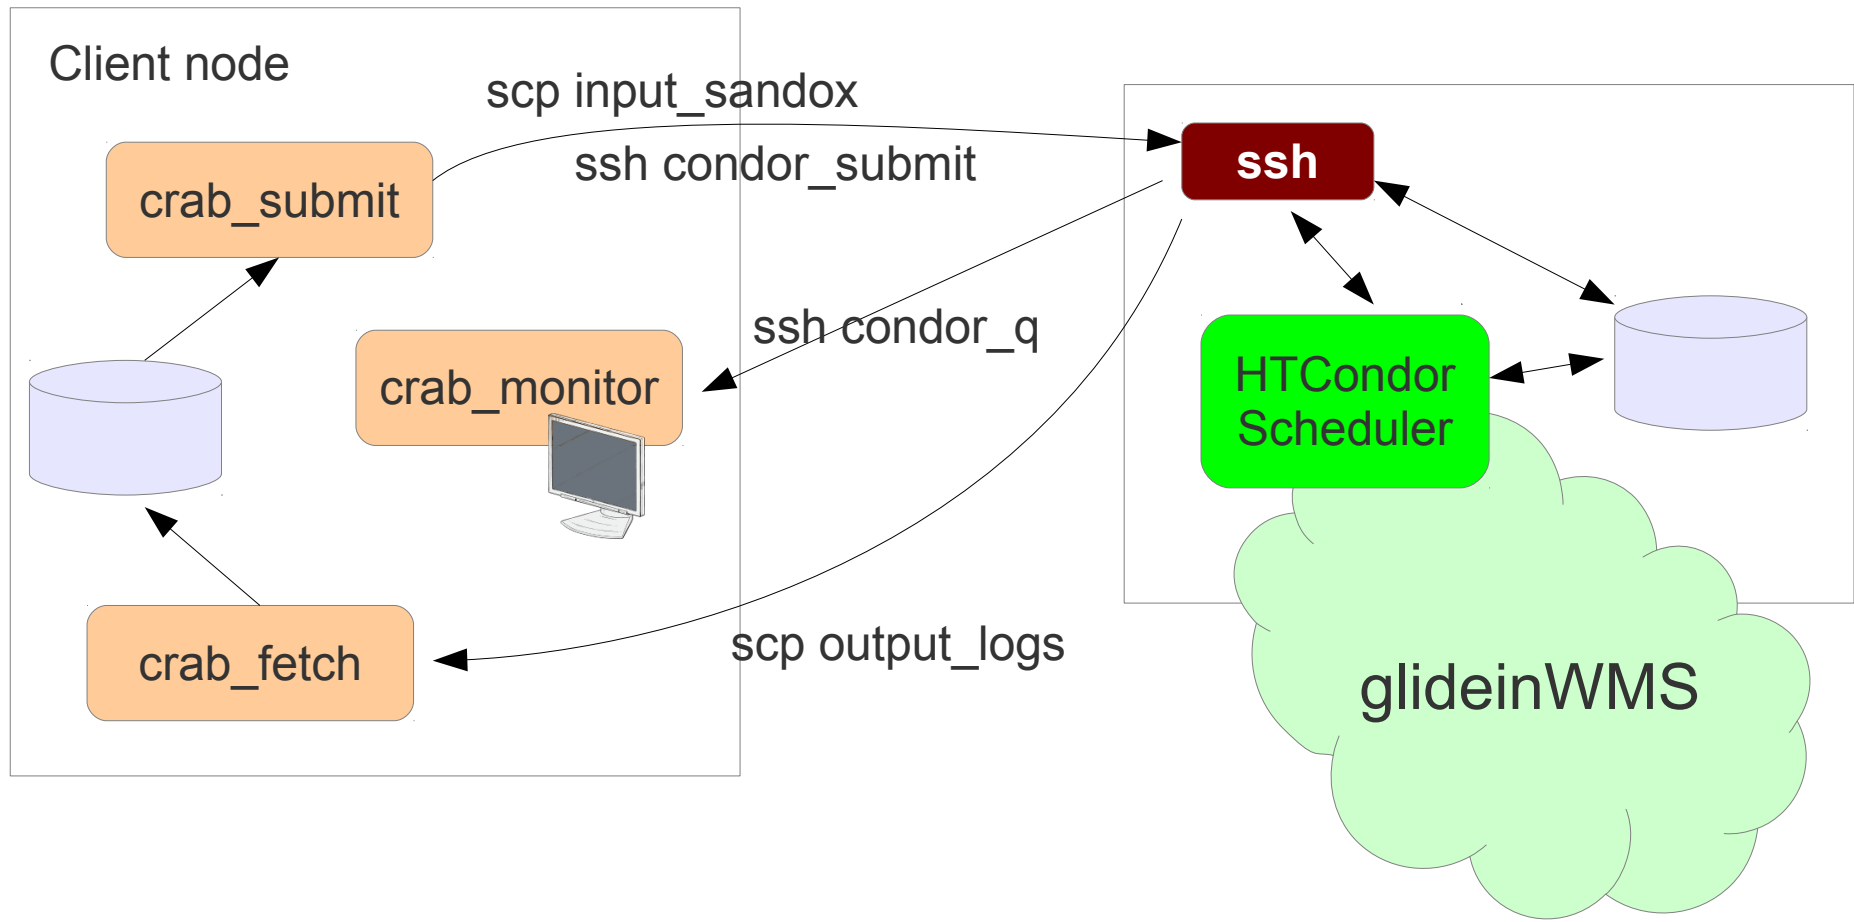 Client node
scp input_sandox
ssh condor_submit
ssh
crab_submit
ssh condor_q
crab_monitor
HTCondor
Scheduler
scp output_logs
crab_fetch
glideinWMS